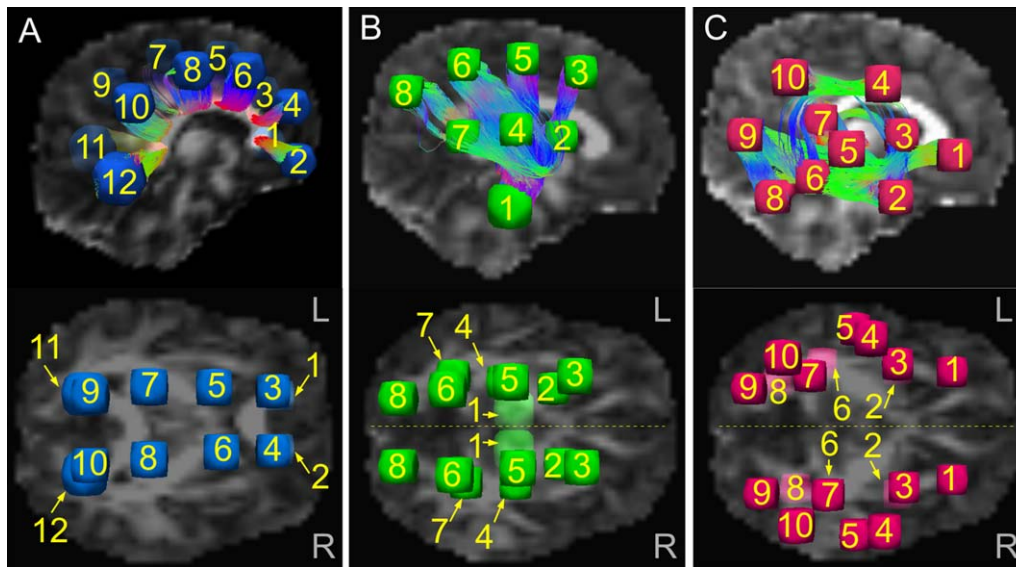 A
7 8 5 6
9 10 3 4
11 1
12 2
B
6 5 3
8
7 4 2
1
C
10 4
9 7 3
5 1
6
8 2
L
11
9 7 5 3 1
10 8 6 4
12 2
R
L
7 4
8 6 5 2 3
1
1
8 6 5 2 3
7 4
R
L
5 4
10 3
9 8 7 1
6 2
6 2
9 8 7 3 1
10 5 4
R